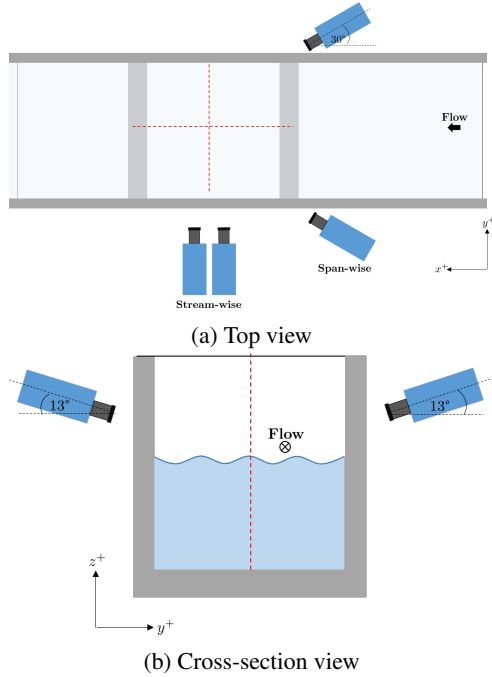 30°
Flow
y⁺
Span-wise
x⁺
Stream-wise
(a) Top view
13°
13°
Flow
z⁺
y⁺
(b) Cross-section view